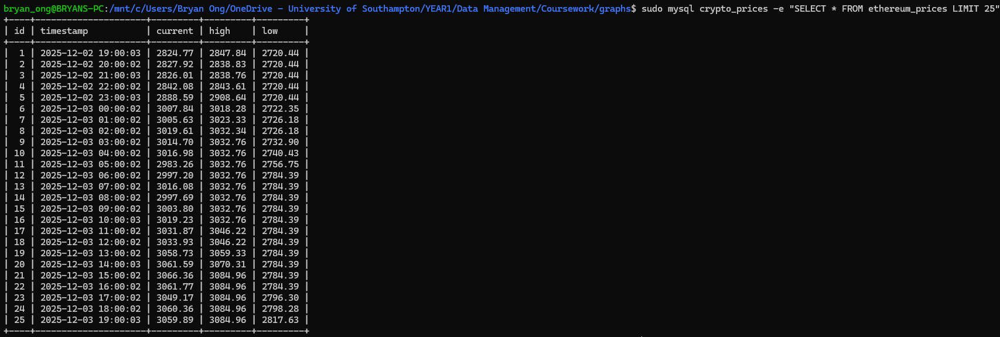 bryan_ong@BRYANS-PC:/mnt/c/Users/Bryan Ong/OneDrive - University of Southampton/YEAR1/Data Management/Coursework/graphs$ sudo mysql crypto_prices -e "SELECT * FROM ethereum_prices LIMIT 25"
+----+---------------------+---------+---------+---------+
| id | timestamp           | current | high    | low     |
+----+---------------------+---------+---------+---------+
|  1 | 2025-12-02 19:00:03 | 2824.77 | 2847.84 | 2720.44 |
|  2 | 2025-12-02 20:00:02 | 2827.92 | 2838.83 | 2720.44 |
|  3 | 2025-12-02 21:00:03 | 2826.01 | 2838.76 | 2720.44 |
|  4 | 2025-12-02 22:00:02 | 2842.08 | 2843.61 | 2720.44 |
|  5 | 2025-12-02 23:00:03 | 2888.59 | 2908.64 | 2720.44 |
|  6 | 2025-12-03 00:00:02 | 3007.84 | 3018.28 | 2722.35 |
|  7 | 2025-12-03 01:00:02 | 3005.63 | 3023.33 | 2726.18 |
|  8 | 2025-12-03 02:00:02 | 3019.61 | 3032.34 | 2726.18 |
|  9 | 2025-12-03 03:00:02 | 3014.70 | 3032.76 | 2732.90 |
| 10 | 2025-12-03 04:00:02 | 3016.98 | 3032.76 | 2740.43 |
| 11 | 2025-12-03 05:00:02 | 2983.26 | 3032.76 | 2756.75 |
| 12 | 2025-12-03 06:00:02 | 2997.20 | 3032.76 | 2784.39 |
| 13 | 2025-12-03 07:00:02 | 3016.08 | 3032.76 | 2784.39 |
| 14 | 2025-12-03 08:00:02 | 2997.69 | 3032.76 | 2784.39 |
| 15 | 2025-12-03 09:00:02 | 3003.80 | 3032.76 | 2784.39 |
| 16 | 2025-12-03 10:00:03 | 3019.23 | 3032.76 | 2784.39 |
| 17 | 2025-12-03 11:00:02 | 3031.87 | 3046.22 | 2784.39 |
| 18 | 2025-12-03 12:00:02 | 3033.93 | 3046.22 | 2784.39 |
| 19 | 2025-12-03 13:00:02 | 3058.73 | 3059.33 | 2784.39 |
| 20 | 2025-12-03 14:00:03 | 3061.59 | 3070.31 | 2784.39 |
| 21 | 2025-12-03 15:00:02 | 3066.36 | 3084.96 | 2784.39 |
| 22 | 2025-12-03 16:00:02 | 3061.77 | 3084.96 | 2784.39 |
| 23 | 2025-12-03 17:00:02 | 3049.17 | 3084.96 | 2796.30 |
| 24 | 2025-12-03 18:00:02 | 3060.36 | 3084.96 | 2798.28 |
| 25 | 2025-12-03 19:00:03 | 3059.89 | 3084.96 | 2817.63 |
+----+---------------------+---------+---------+---------+